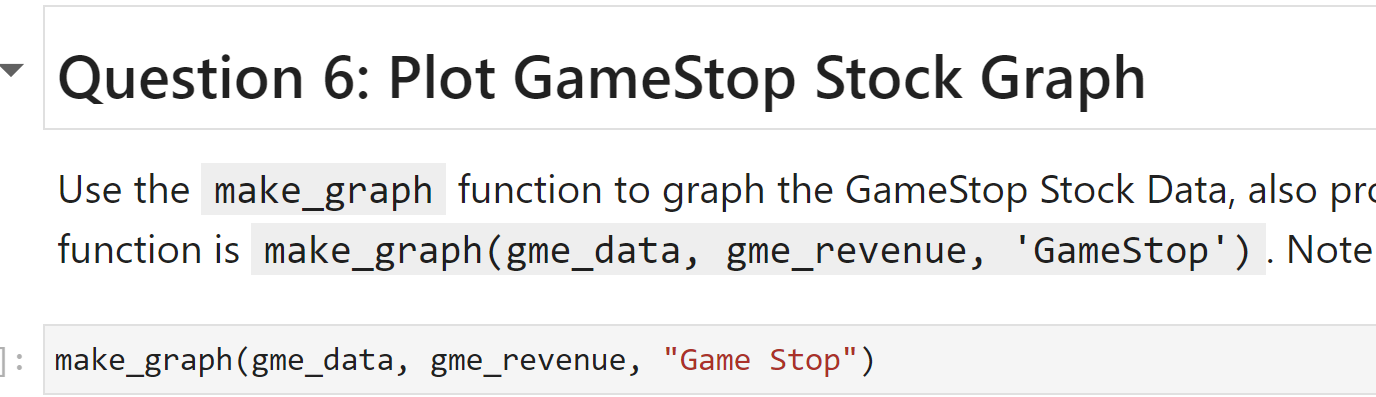 Question 6: Plot GameStop Stock Graph
Use the make_graph function to graph the GameStop Stock Data, also
function is make_graph(gme_data, gme_revenue, 'GameStop'). Note
]: make_graph(gme_data, gme_revenue, "Game Stop")